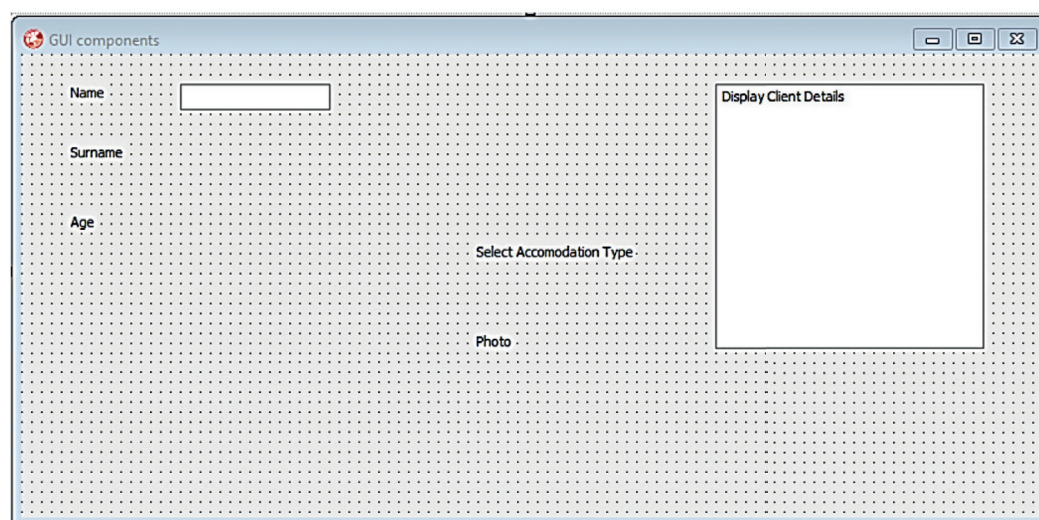 GUI components
Name
Display Client Details
Surname
Age
Select Accomodation Type
Photo